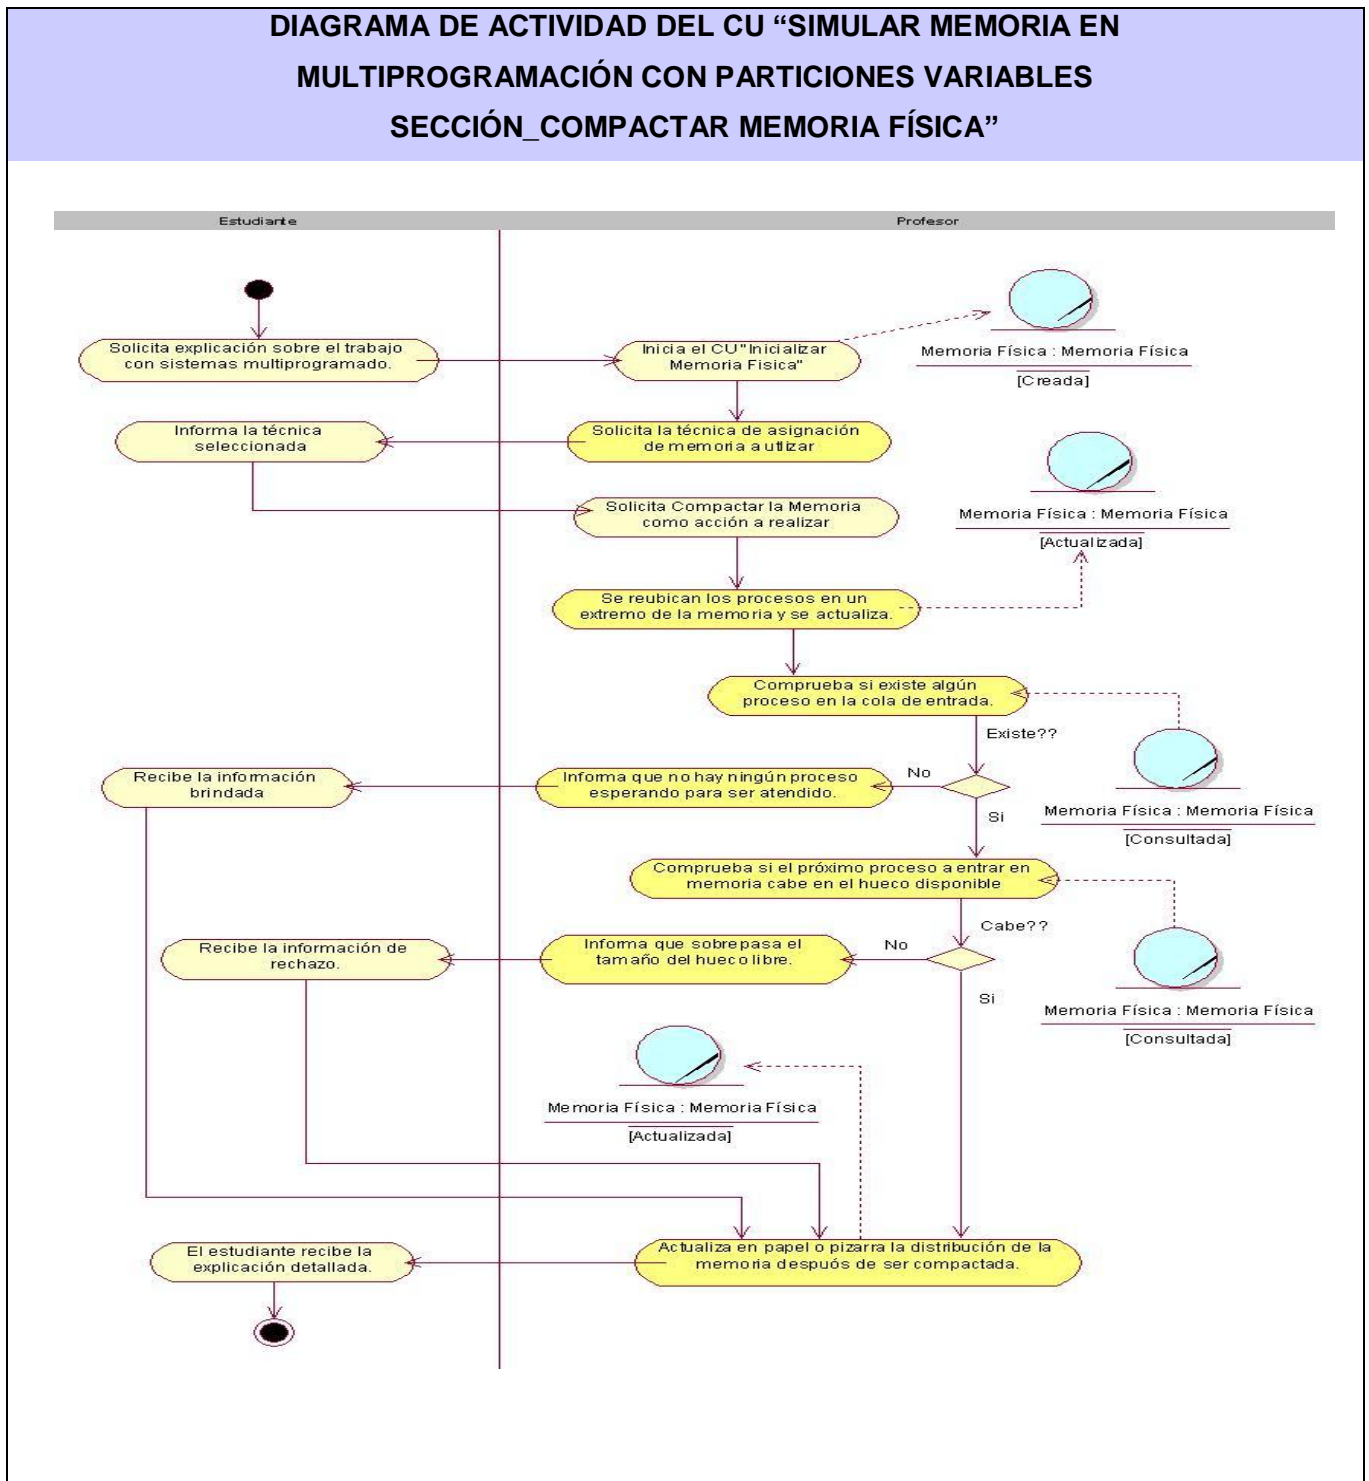 DIAGRAMA DE ACTIVIDAD DEL CU “SIMULAR MEMORIA EN
MULTIPROGRAMACIÓN CON PARTICIONES VARIABLES
SECCIÓN_COMPACTAR MEMORIA FÍSICA”
Estudiante
Profesor
Solicita explicación sobre el trabajo
con sistemas multiprogramado.
Inicia el CU"Inicializar
Memoria Fisica"
Memoria Física : Memoria Física
[Creada]
Informa la técnica
seleccionada
Solicita la técnica de asignación
de memoria a utlizar
Solicita Compactar la Memoria
como acción a realizar
Memoria Física : Memoria Física
[Actualizada]
Se reubican los procesos en un
extremo de la memoria y se actualiza.
Comprueba si existe algún
proceso en la cola de entrada.
Existe??
Recibe la información
brindada
Informa que no hay ningún proceso
esperando para ser atendido.
No
Si
Memoria Física : Memoria Física
[Consultada]
Comprueba si el próximo proceso a entrar en
memoria cabe en el hueco disponible
Cabe??
Recibe la información de
rechazo.
Informa que sobrepasa el
tamaño del hueco libre.
No
Si
Memoria Física : Memoria Física
[Consultada]
Memoria Física : Memoria Física
[Actualizada]
El estudiante recibe la
explicación detallada.
Actualiza en papel o pizarra la distribución de la
memoria despúos de ser compactada.